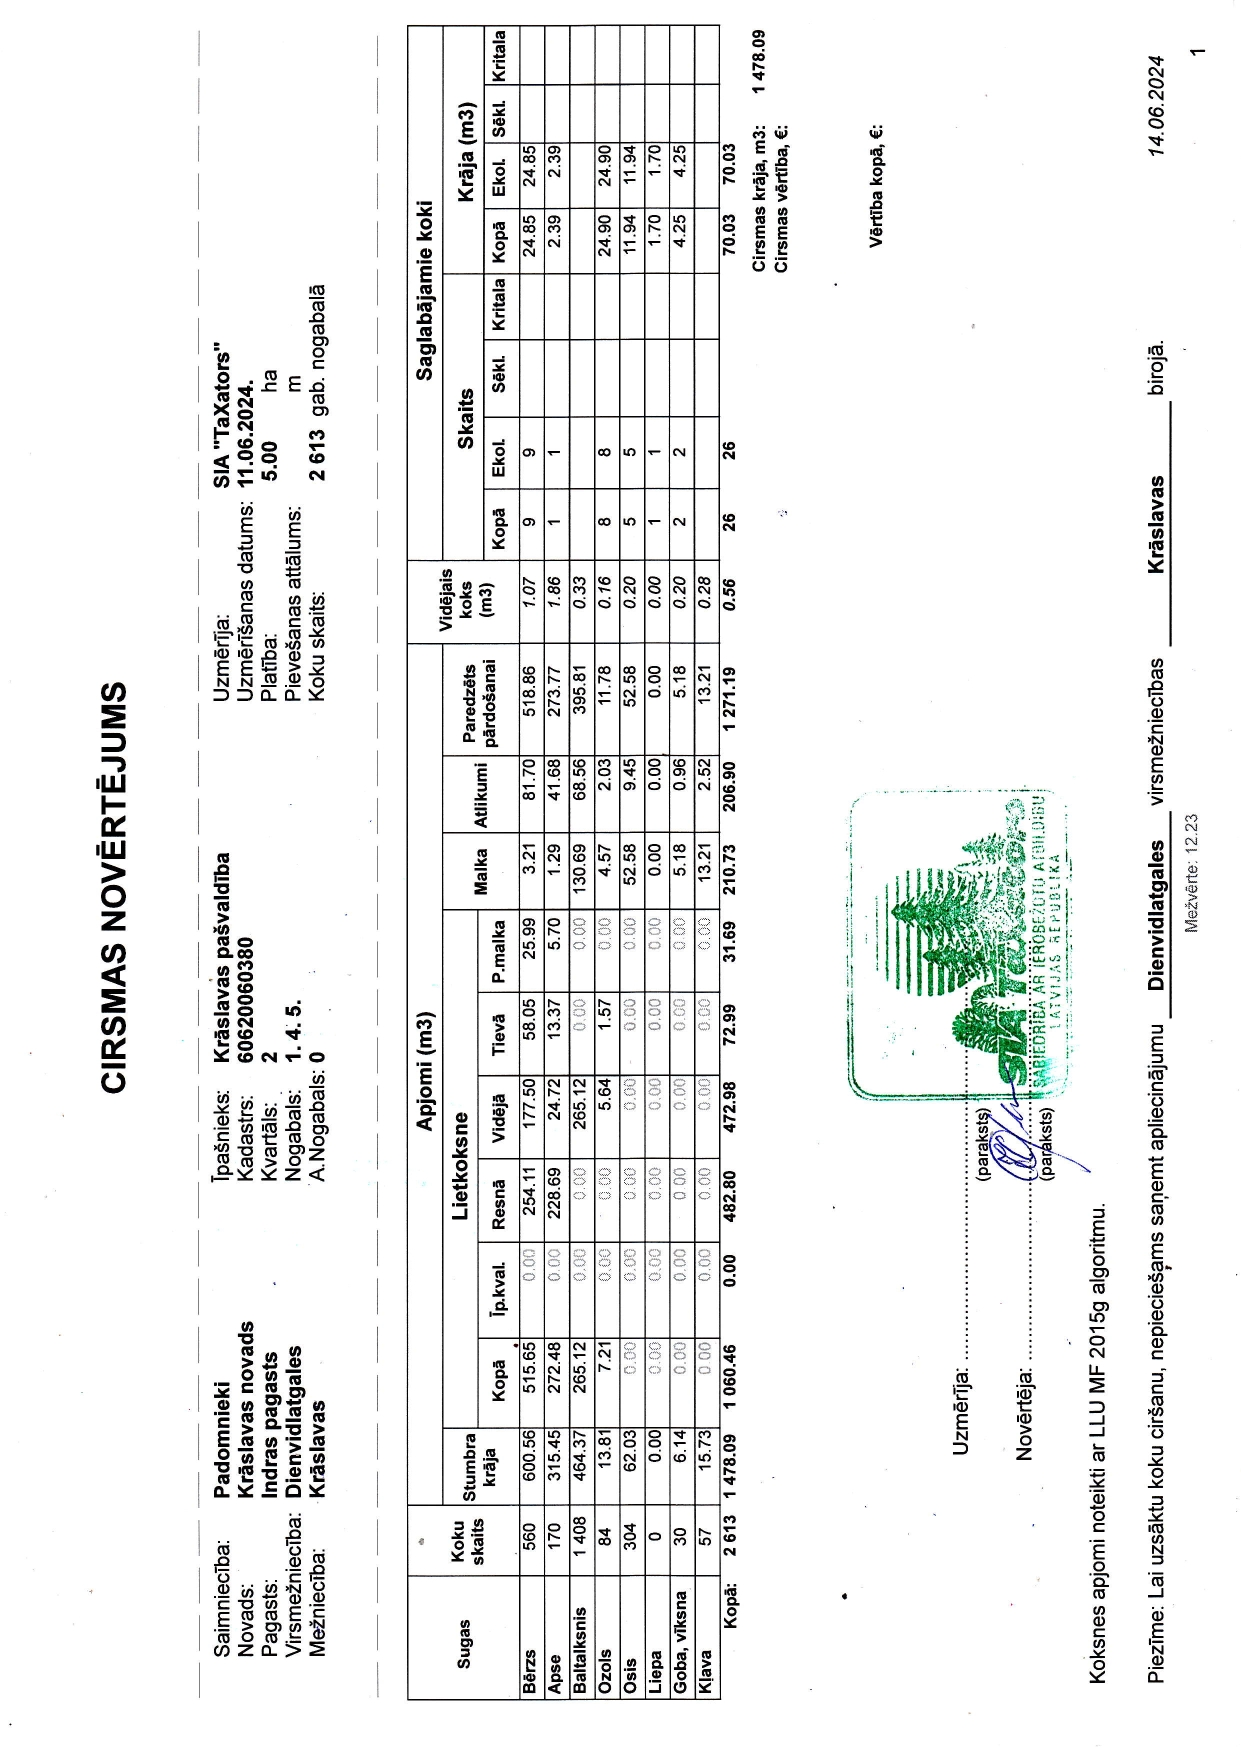 CIRSMAS NOVĒRTĒJUMS
Saimniecība: Padomnieki Īpašnieks: Krāslavas pašvaldība Uzmērīja: SIA "TaXators"
Novads: Krāslavas novads Kadastrs: 60620060380 Uzmērīšanas datums: 11.06.2024.
Pagasts: Indras pagasts Kvartāls: 2 Platība: 5.00 ha
Virsmežniecība: Dienvidlatgales Nogabals: 1. 4. 5. Pievešanas attālums: m
Mežniecība: Krāslavas A.Nogabals: 0 Koku skaits: 2 613 gab. nogabalā
Sugas Koku skaits Apjomi (m3) Vidējais koks (m3) Saglabājamie koki
Stumbra krāja Lietkoksne Malka Atlikumi Paredzēts pārdošanai Skaits Krāja (m3)
Kopā Īp.kval. Resnā Vidējā Tievā P.malka Kopā Ekol. Sēkl. Kritala Kopā Ekol. Sēkl. Kritala
Bērzs 560 600.56 515.65 0.00 254.11 177.50 58.05 25.99 3.21 81.70 518.86 1.07 9 9 24.85 24.85
Apse 170 315.45 272.48 0.00 228.69 24.72 13.37 5.70 1.29 41.68 273.77 1.86 1 1 2.39 2.39
Baltalksnis 1 408 464.37 265.12 0.00 0.00 265.12 0.00 0.00 130.69 68.56 395.81 0.33
Ozols 84 13.81 7.21 0.00 0.00 5.64 1.57 0.00 4.57 2.03 11.78 0.16 8 8 24.90 24.90
Osis 304 62.03 0.00 0.00 0.00 0.00 0.00 0.00 52.58 9.45 52.58 0.20 5 5 11.94 11.94
Liepa 0 0.00 0.00 0.00 0.00 0.00 0.00 0.00 0.00 0.00 0.00 0.00 1 1 1.70 1.70
Goba, vīksna 30 6.14 0.00 0.00 0.00 0.00 0.00 0.00 5.18 0.96 5.18 0.20 2 2 4.25 4.25
Kļava 57 15.73 0.00 0.00 0.00 0.00 0.00 0.00 13.21 2.52 13.21 0.28
Kopā: 2 613 1 478.09 1 060.46 0.00 482.80 472.98 72.99 31.69 210.73 206.90 1 271.19 0.56 26 26 70.03 70.03
Cirsmas krāja, m3: 1 478.09
Cirsmas vērtība, €:
Vērtība kopā, €:
Uzmērīja: ........................................
(paraksts)
Novērtēja: ........................................
(paraksts)
SIA Taxators
SABIEDRĪBA AR IEROBEŽOTU ATBILDĪBU
LATVIJAS REPUBLIKA
Koksnes apjomi noteikti ar LLU MF 2015g algoritmu.
Piezīme: Lai uzsāktu koku ciršanu, nepieciešams saņemt apliecinājumu Dienvidlatgales virsmežniecības Krāslavas birojā. 14.06.2024
Mežvērte: 12.23 1